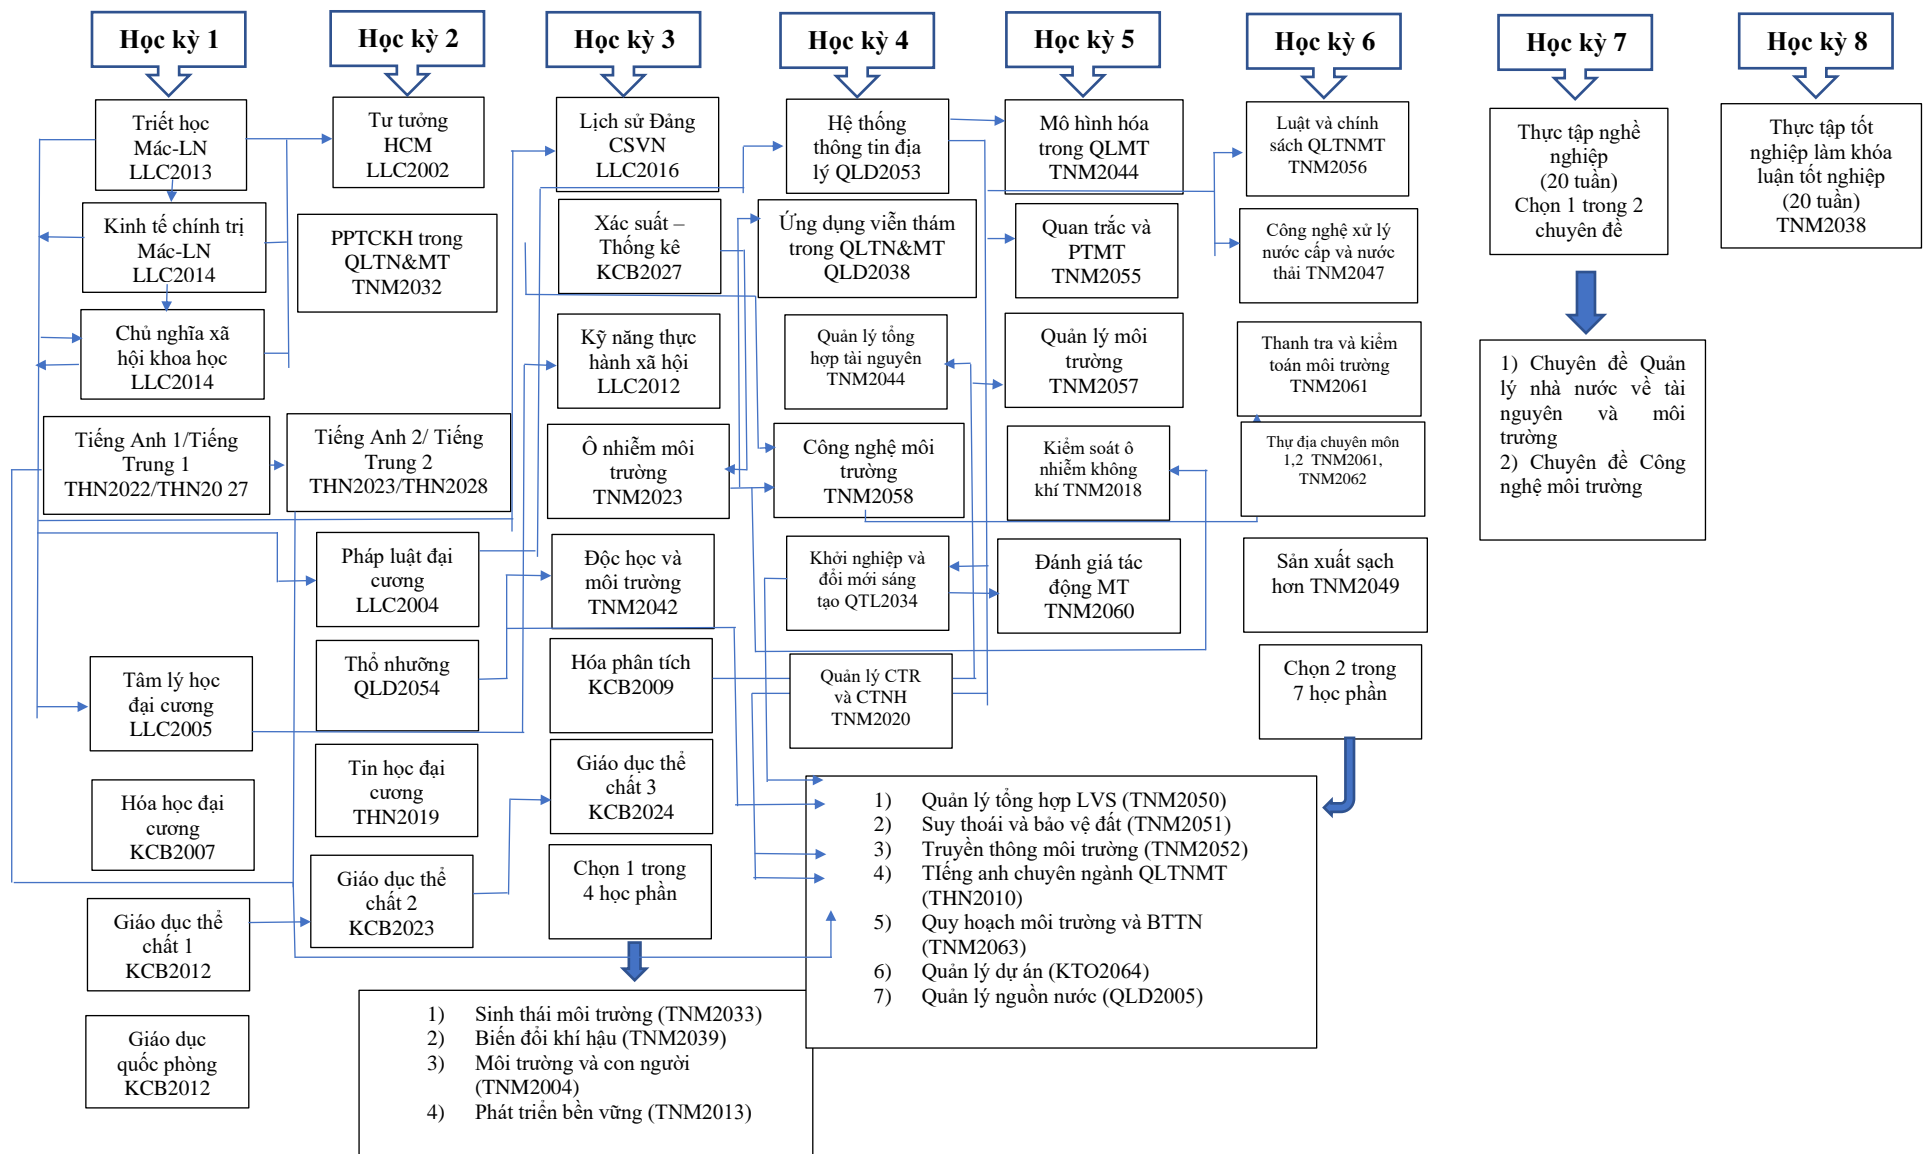 Học kỳ 1
Học kỳ 2
Học kỳ 3
Học kỳ 4
Học kỳ 5
Học kỳ 6
Học kỳ 7
Học kỳ 8
Triết học
Mác-LN
LLC2013
Kinh tế chính trị
Mác-LN
LLC2014
Chủ nghĩa xã
hội khoa học
LLC2014
Tiếng Anh 1/Tiếng
Trung 1
THN2022/THN20 27
Tâm lý học
đại cương
LLC2005
Hóa học đại
cương
KCB2007
Giáo dục thể
chất 1
KCB2012
Giáo dục
quốc phòng
KCB2012
Tư tưởng
HCM
LLC2002
PPTCKH trong
QLTN&MT
TNM2032
Tiếng Anh 2/ Tiếng
Trung 2
THN2023/THN2028
Pháp luật đại
cương
LLC2004
Thổ nhưỡng
QLD2054
Tin học đại
cương
THN2019
Giáo dục thể
chất 2
KCB2023
Lịch sử Đảng
CSVN
LLC2016
Xác suất –
Thống kê
KCB2027
Kỹ năng thực
hành xã hội
LLC2012
Ô nhiễm môi
trường
TNM2023
Độc học và
môi trường
TNM2042
Hóa phân tích
KCB2009
Giáo dục thể
chất 3
KCB2024
Chọn 1 trong
4 học phần
1) Sinh thái môi trường (TNM2033)
2) Biến đổi khí hậu (TNM2039)
3) Môi trường và con người
(TNM2004)
4) Phát triển bền vững (TNM2013)
Hệ thống
thông tin địa
lý QLD2053
Ứng dụng viễn thám
trong QLTN&MT
QLD2038
Quản lý tổng
hợp tài nguyên
TNM2044
Công nghệ môi
trường
TNM2058
Khởi nghiệp và
đổi mới sáng
tạo QTL2034
Quản lý CTR
và CTNH
TNM2020
Mô hình hóa
trong QLMT
TNM2044
Quan trắc và
PTMT
TNM2055
Quản lý môi
trường
TNM2057
Kiểm soát ô
nhiễm không
khí TNM2018
Đánh giá tác
động MT
TNM2060
Luật và chính
sách QLTNMT
TNM2056
Công nghệ xử lý
nước cấp và nước
thải TNM2047
Thanh tra và kiểm
toán môi trường
TNM2061
Thự địa chuyên môn
1,2 TNM2061,
TNM2062
Sản xuất sạch
hơn TNM2049
Chọn 2 trong
7 học phần
1) Quản lý tổng hợp LVS (TNM2050)
2) Suy thoái và bảo vệ đất (TNM2051)
3) Truyền thông môi trường (TNM2052)
4) TIếng anh chuyên ngành QLTNMT
(THN2010)
5) Quy hoạch môi trường và BTTN
(TNM2063)
6) Quản lý dự án (KTO2064)
7) Quản lý nguồn nước (QLD2005)
Thực tập nghề
nghiệp
(20 tuần)
Chọn 1 trong 2
chuyên đề
1) Chuyên đề Quản
lý nhà nước về tài
nguyên và môi
trường
2) Chuyên đề Công
nghệ môi trường
Thực tập tốt
nghiệp làm khóa
luận tốt nghiệp
(20 tuần)
TNM2038